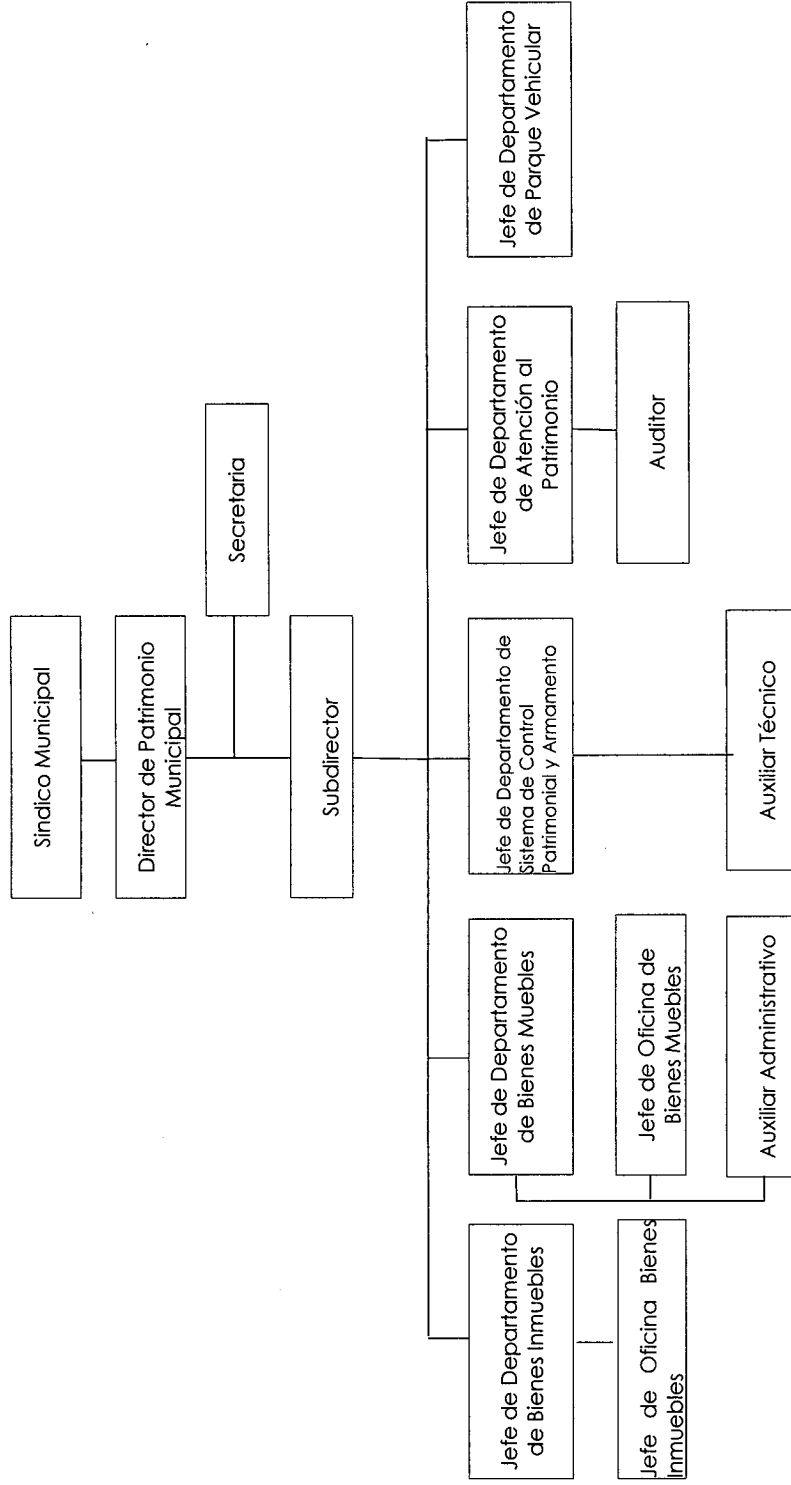 Sindico Municipal
Director de Patrimonio
Municipal
Secretaria
Subdirector
Jefe de Departamento
de Bienes Inmuebles
Jefe de Departamento
de Bienes Muebles
Jefe de Departamento de
Sistema de Control
Patrimonial y Armamento
Jefe de Departamento
de Atención al
Patrimonio
Jefe de Departamento
de Parque Vehicular
Jefe de Oficina Bienes
Inmuebles
Jefe de Oficina de
Bienes Muebles
Auditor
Auxiliar Administrativo
Auxiliar Técnico